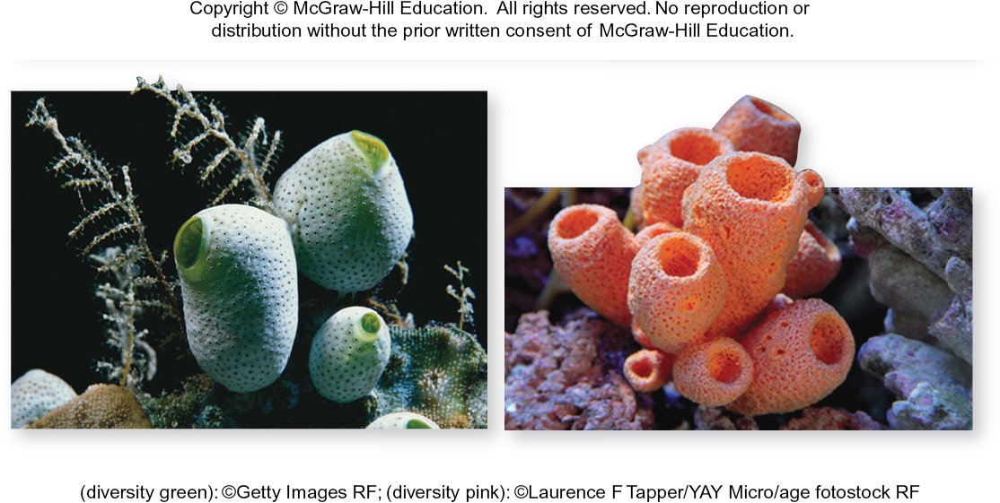 Copyright © McGraw-Hill Education.  All rights reserved. No reproduction or
distribution without the prior written consent of McGraw-Hill Education.
(diversity green): ©Getty Images RF; (diversity pink): ©Laurence F Tapper/YAY Micro/age fotostock RF